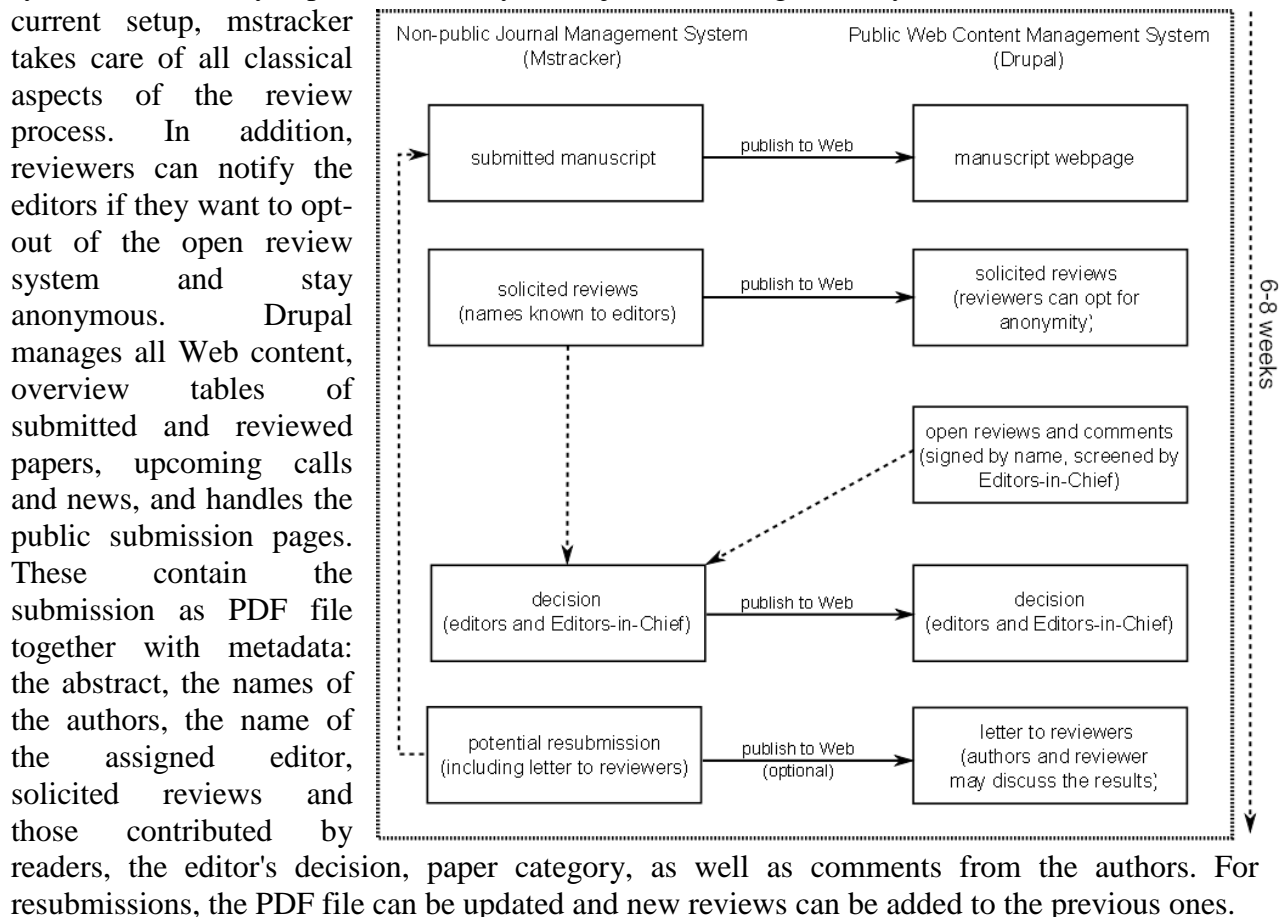 current setup, mstracker
takes care of all classical
aspects of the review
process. In addition,
reviewers can notify the
editors if they want to opt-
out of the open review
system and stay
anonymous. Drupal
manages all Web content,
overview tables of
submitted and reviewed
papers, upcoming calls
and news, and handles the
public submission pages.
These contain the
submission as PDF file
together with metadata:
the abstract, the names of
the authors, the name of
the assigned editor,
solicited reviews and
those contributed by
readers, the editor's decision, paper category, as well as comments from the authors. For
resubmissions, the PDF file can be updated and new reviews can be added to the previous ones.
Non-public Journal Management System
(Mstracker)
Public Web Content Management System
(Drupal)
submitted manuscript
publish to Web
manuscript webpage
solicited reviews
(names known to editors)
publish to Web
solicited reviews
(reviewers can opt for
anonymity;
open reviews and comments
(signed by name, screened by
Editors-in-Chief)
decision
(editors and Editors-in-Chief)
publish to Web
decision
(editors and Editors-in-Chief)
potential resubmission
(including letter to reviewers)
publish to Web
(optional)
letter to reviewers
(authors and reviewer
may discuss the results;
6-8 weeks